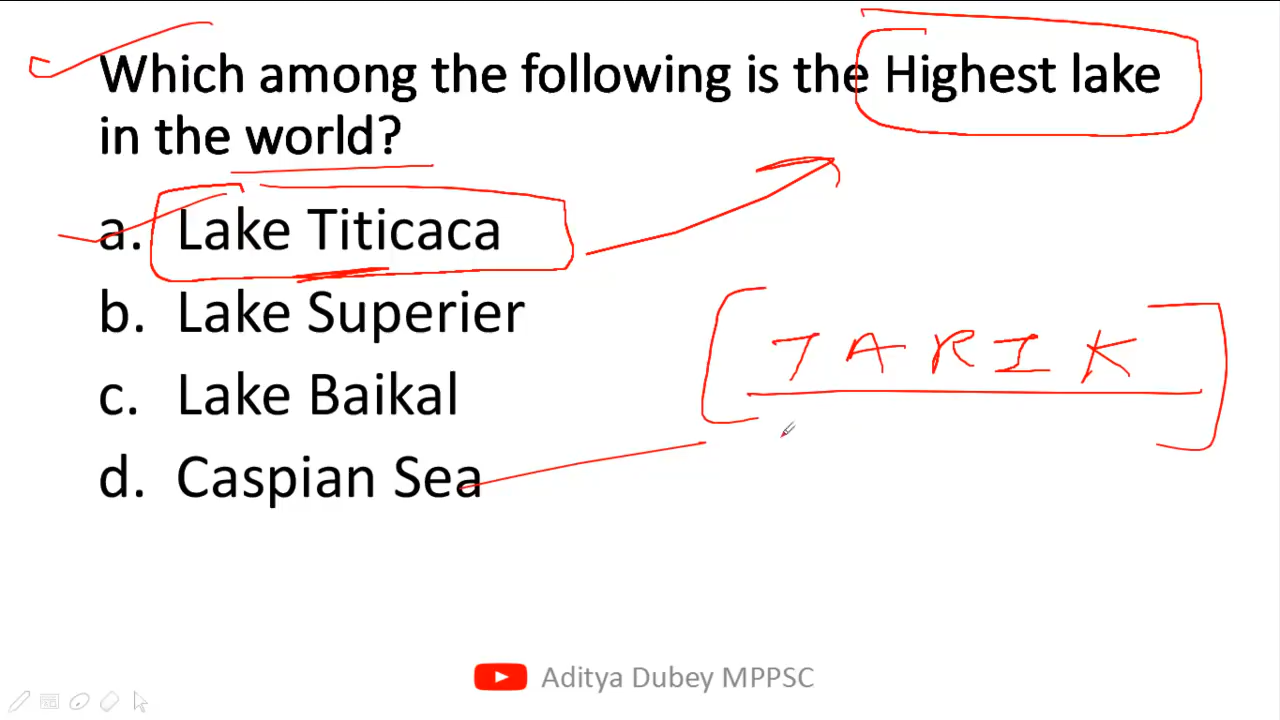 Which among the following is the Highest lake
in the world?
a. Lake Titicaca
b. Lake Superier
TARIK
c. Lake Baikal
d. Caspian Sea
Aditya Dubey MPPSC